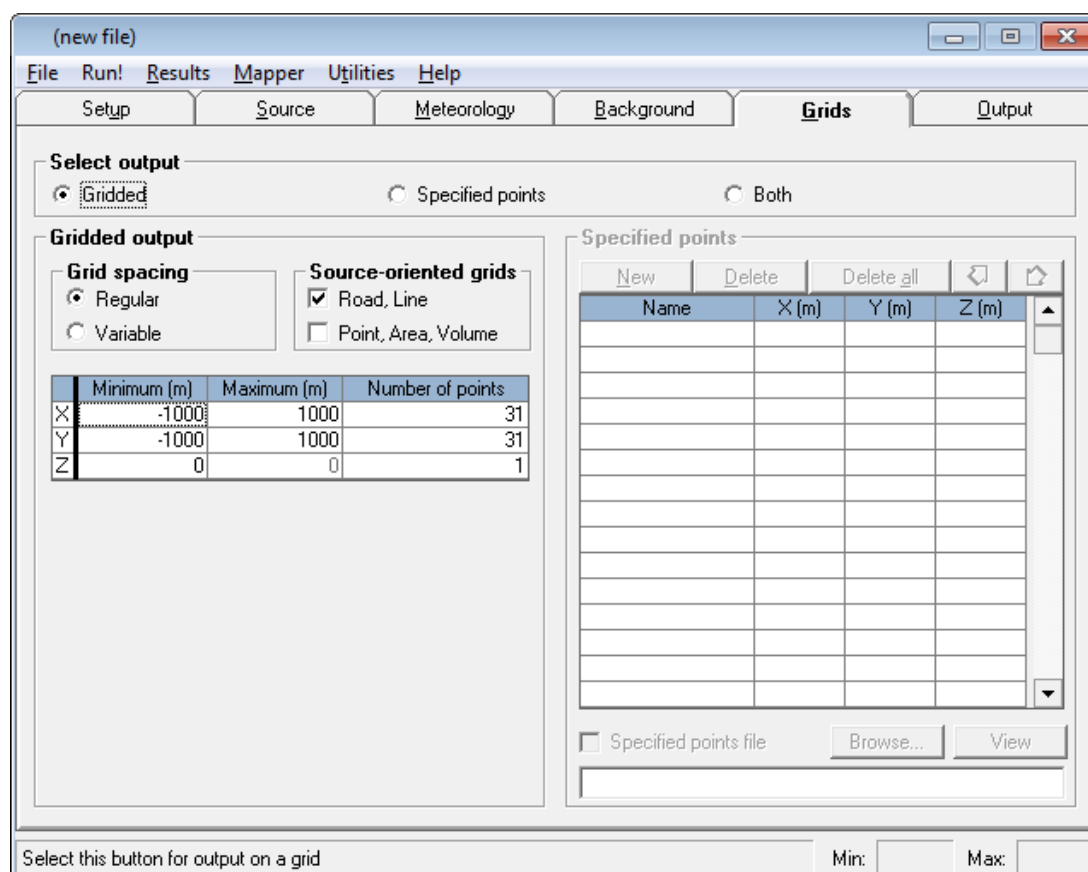 (new file)
File Run! Results Mapper Utilities Help
Setup Source Meteorology Background Grids Output
Select output
Gridded Specified points Both
Gridded output
Grid spacing
Regular
Variable
Source-oriented grids
Road, Line
Point, Area, Volume
Minimum (m) Maximum (m) Number of points
X -1000 1000 31
Y -1000 1000 31
Z 0 0 1
Specified points
New Delete Delete all
Name X (m) Y (m) Z (m)
Specified points file Browse... View
Select this button for output on a grid Min: Max: